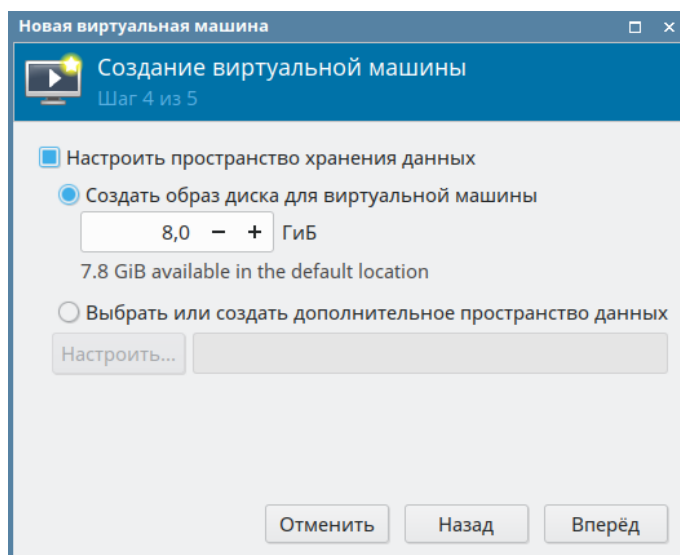 Новая виртуальная машина
Создание виртуальной машины
Шаг 4 из 5
Настроить пространство хранения данных
Создать образ диска для виртуальной машины
8,0 − + ГиБ
7.8 GiB available in the default location
Выбрать или создать дополнительное пространство данных
Настроить...
Отменить Назад Вперёд